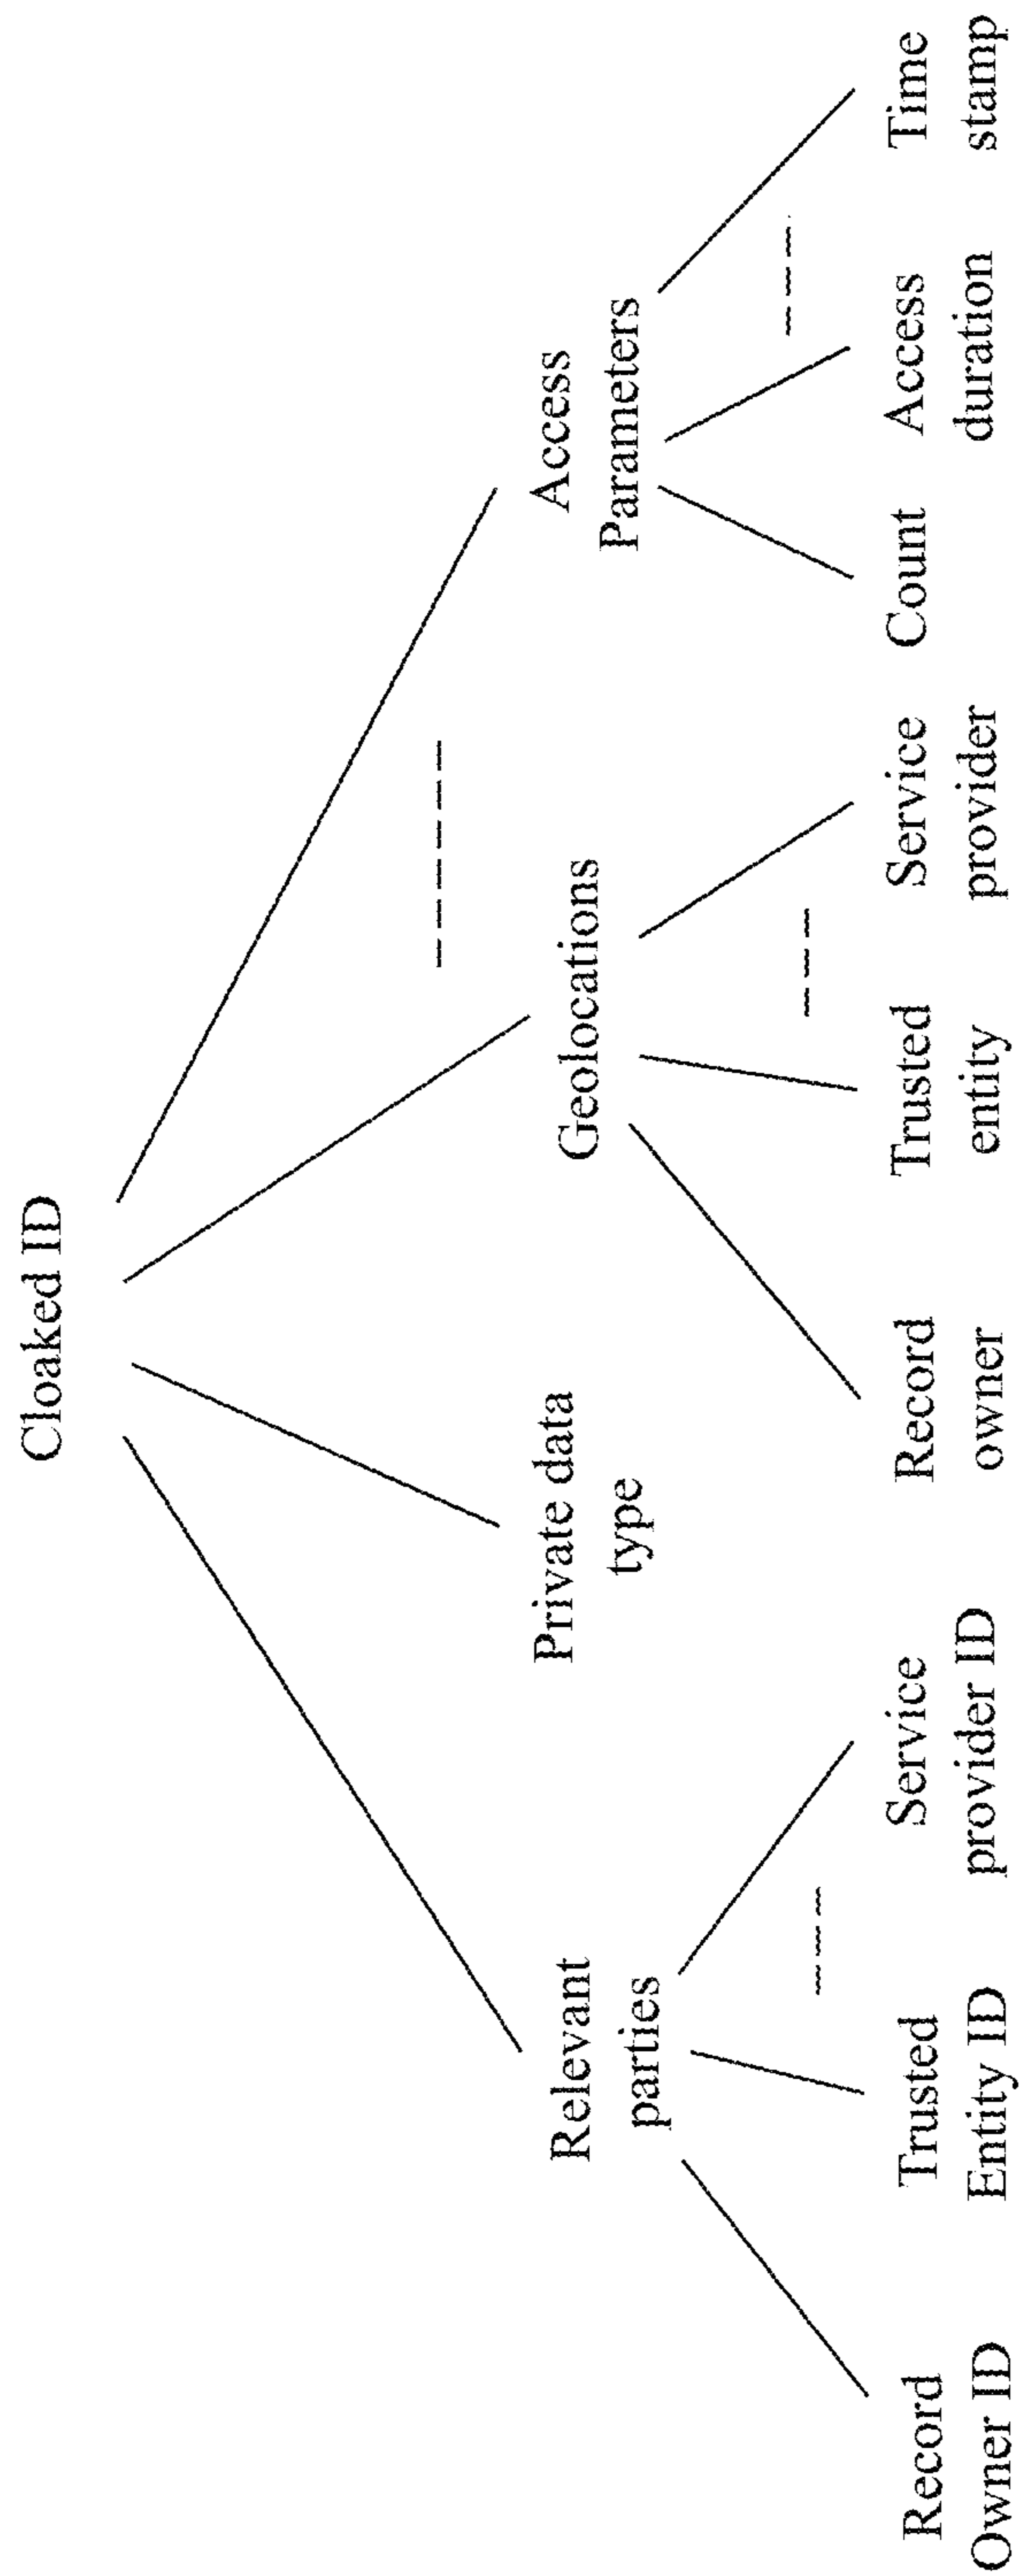 Cloaked ID
Relevant
parties
Private data
type
Geolocations
Access
Parameters
Record
Owner ID
Trusted
Entity ID
Service
provider ID
Record
owner
Trusted
entity
Service
provider
Count
Access
duration
Time
stamp